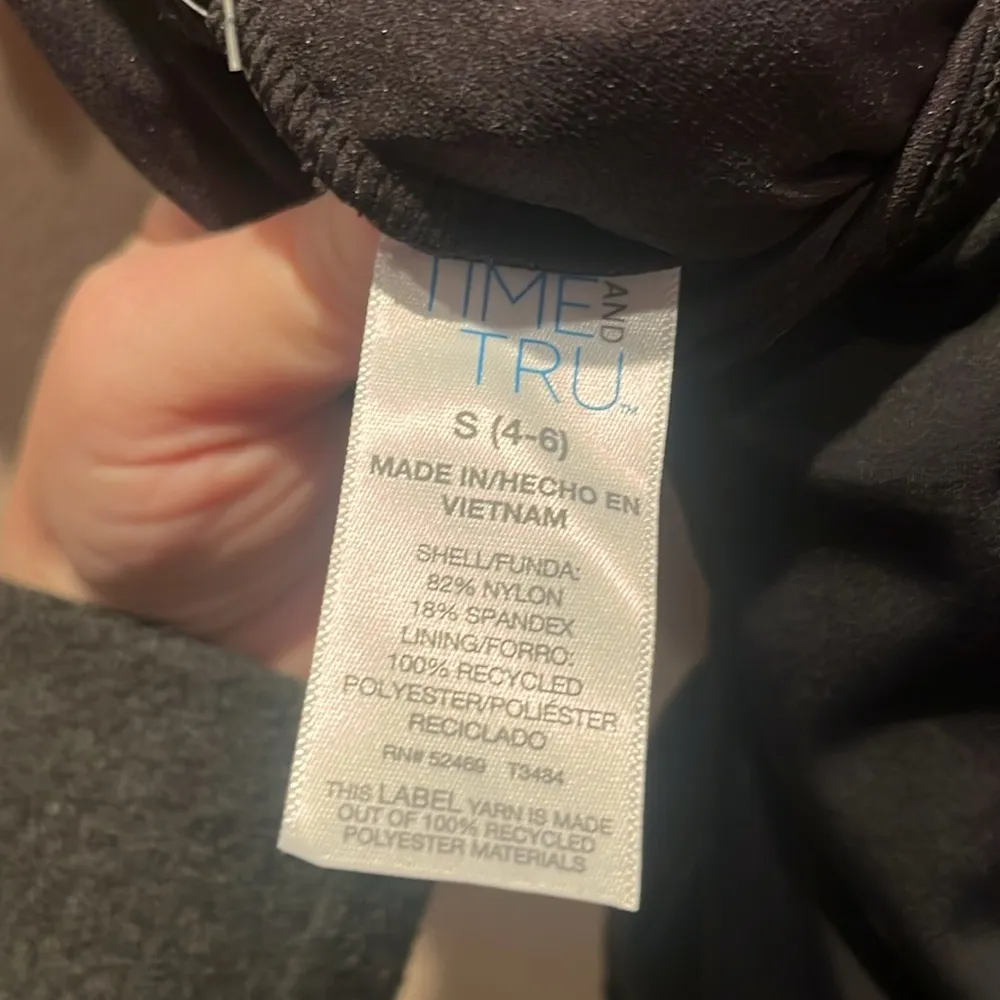 TIME AND
TRU™
S (4-6)
MADE IN/HECHO EN
VIETNAM
SHELL/FUNDA:
82% NYLON
18% SPANDEX
LINING/FORRO:
100% RECYCLED
POLYESTER/POLIÉSTER
RECICLADO
RN# 52469 T3484
THIS LABEL YARN IS MADE
OUT OF 100% RECYCLED
POLYESTER MATERIALS